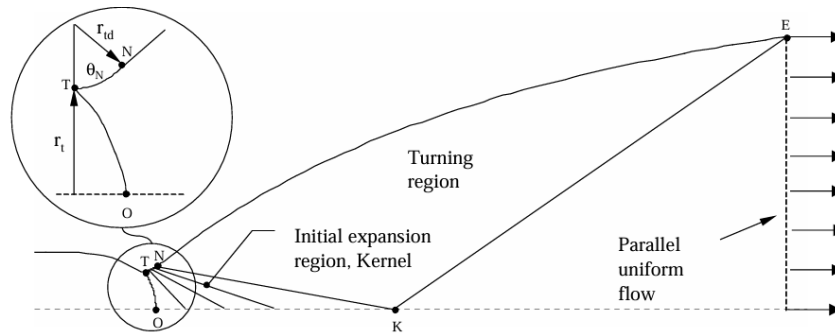 r_td
N
θ_N
T
r_t
O
E
Turning
region
Initial expansion
region, Kernel
Parallel
uniform
flow
T N
O
K